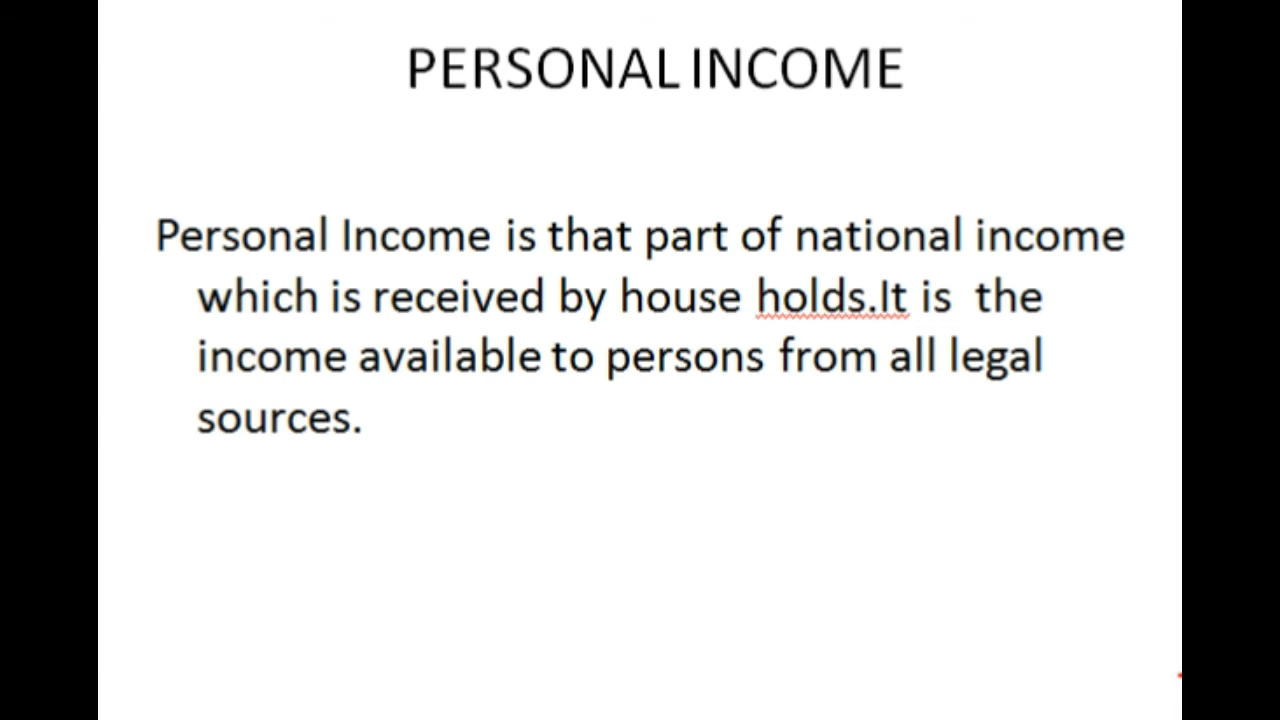 PERSONAL INCOME
Personal Income is that part of national income
which is received by house holds.It is  the
income available to persons from all legal
sources.